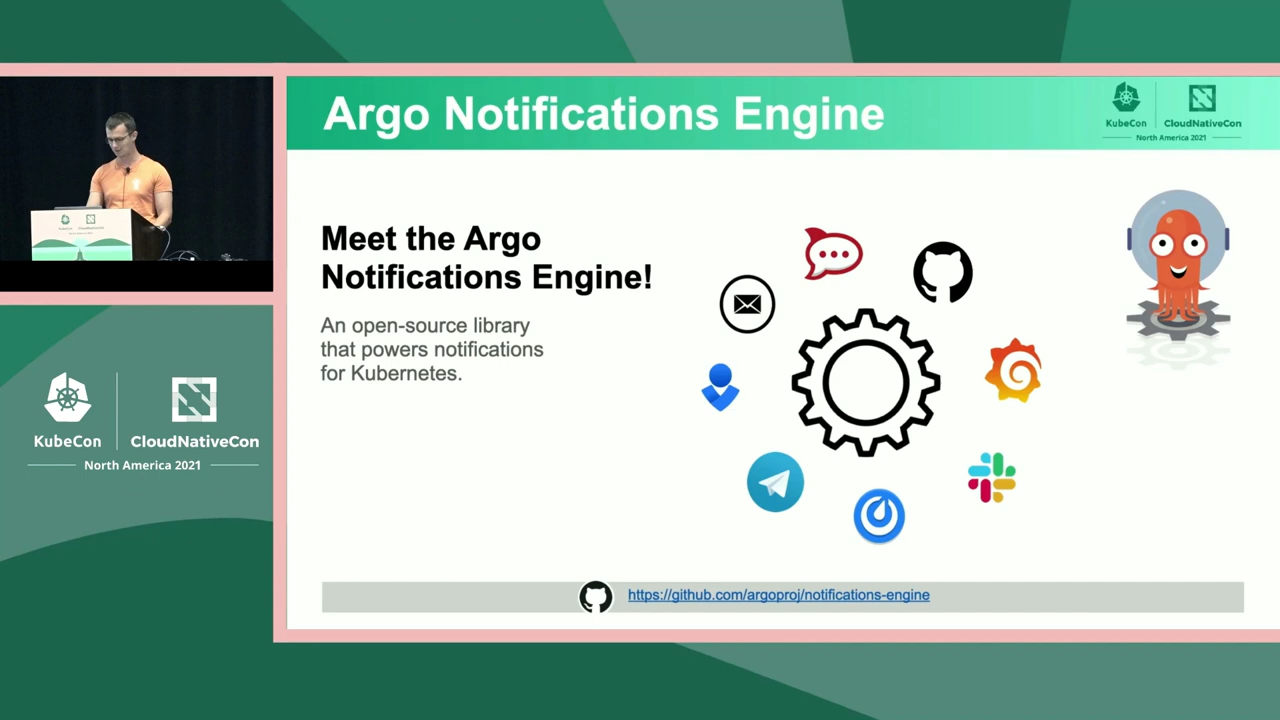 Argo Notifications Engine
KubeCon
CloudNativeCon
North America 2021
Meet the Argo
Notifications Engine!
An open-source library
that powers notifications
for Kubernetes.
https://github.com/argoproj/notifications-engine
KubeCon
CloudNativeCon
North America 2021